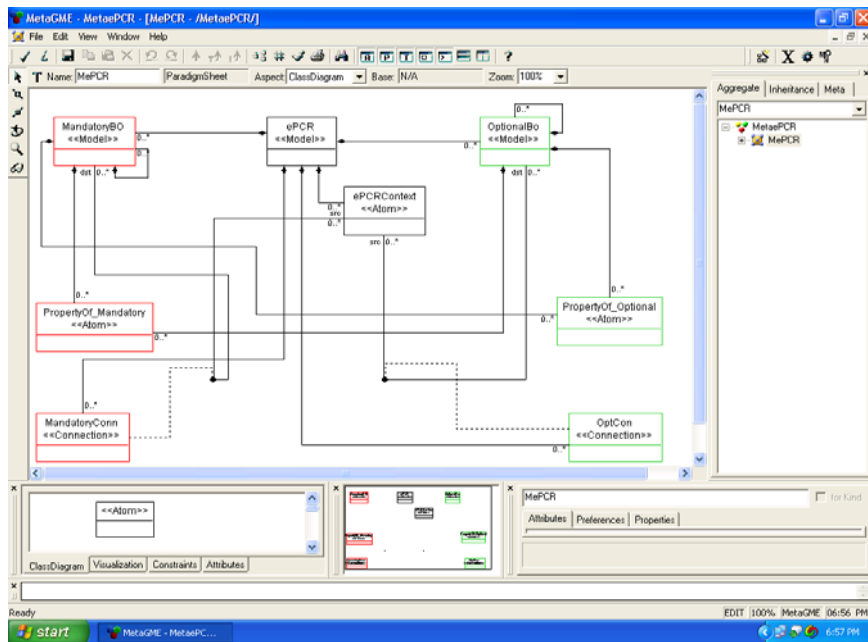 MetaGME - MetaePCR - [MePCR - /MetaePCR/]
File Edit View Window Help
Name: MePCR ParadigmSheet Aspect: ClassDiagram Base: N/A Zoom: 100%
Aggregate Inheritance Meta
MePCR
MetaePCR
MePCR
MandatoryBO
<<Model>>
0..*
0..*
dst 0..*
ePCR
<<Model>>
0..*
OptionalBo
<<Model>>
0..*
dst 0..*
ePCRContext
<<Atom>>
0..*
src
0..*
src 0..*
0..*
PropertyOf_Mandatory
<<Atom>>
0..*
0..*
PropertyOf_Optional
<<Atom>>
0..*
0..*
MandatoryConn
<<Connection>>
OptCon
<<Connection>>
0..*
<<Atom>>
ClassDiagram Visualization Constraints Attributes
MePCR
for Kind
Attributes Preferences Properties
Ready
EDIT 100% MetaGME 06:56 PM
start
MetaGME - MetaePC...
6:57 PM